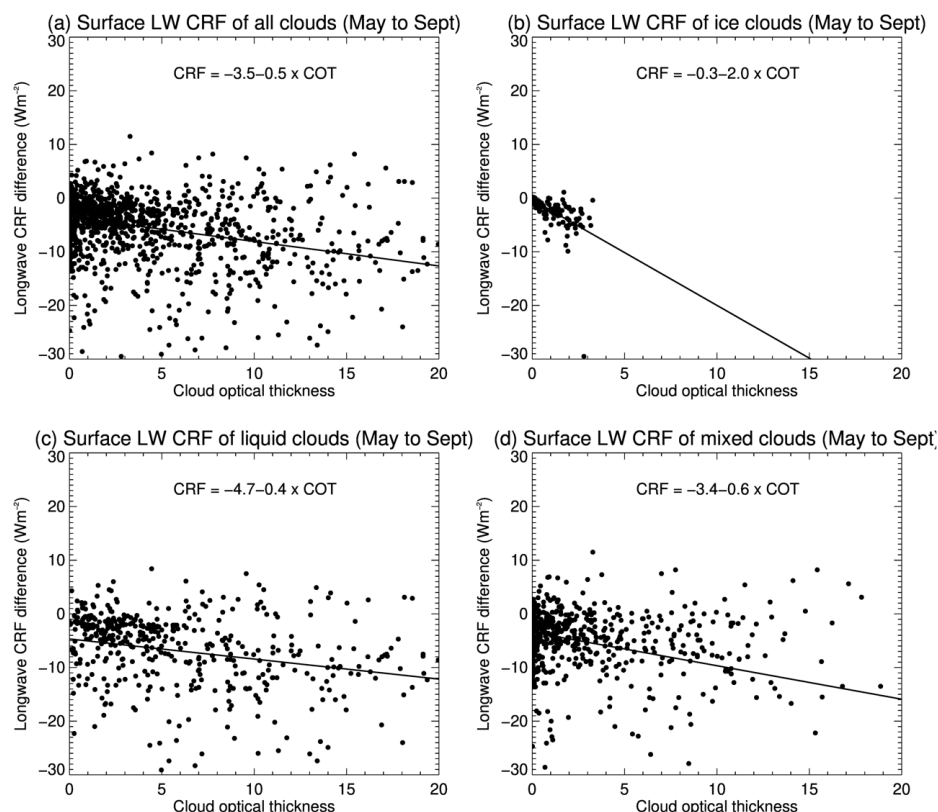 (a) Surface LW CRF of all clouds (May to Sept)
CRF = −3.5−0.5 x COT
Longwave CRF difference (Wm⁻²)
30
20
10
0
−10
−20
−30
0 5 10 15 20
Cloud optical thickness
(b) Surface LW CRF of ice clouds (May to Sept)
CRF = −0.3−2.0 x COT
Longwave CRF difference (Wm⁻²)
30
20
10
0
−10
−20
−30
0 5 10 15 20
Cloud optical thickness
(c) Surface LW CRF of liquid clouds (May to Sept)
CRF = −4.7−0.4 x COT
Longwave CRF difference (Wm⁻²)
30
20
10
0
−10
−20
−30
0 5 10 15 20
Cloud optical thickness
(d) Surface LW CRF of mixed clouds (May to Sept)
CRF = −3.4−0.6 x COT
Longwave CRF difference (Wm⁻²)
30
20
10
0
−10
−20
−30
0 5 10 15 20
Cloud optical thickness